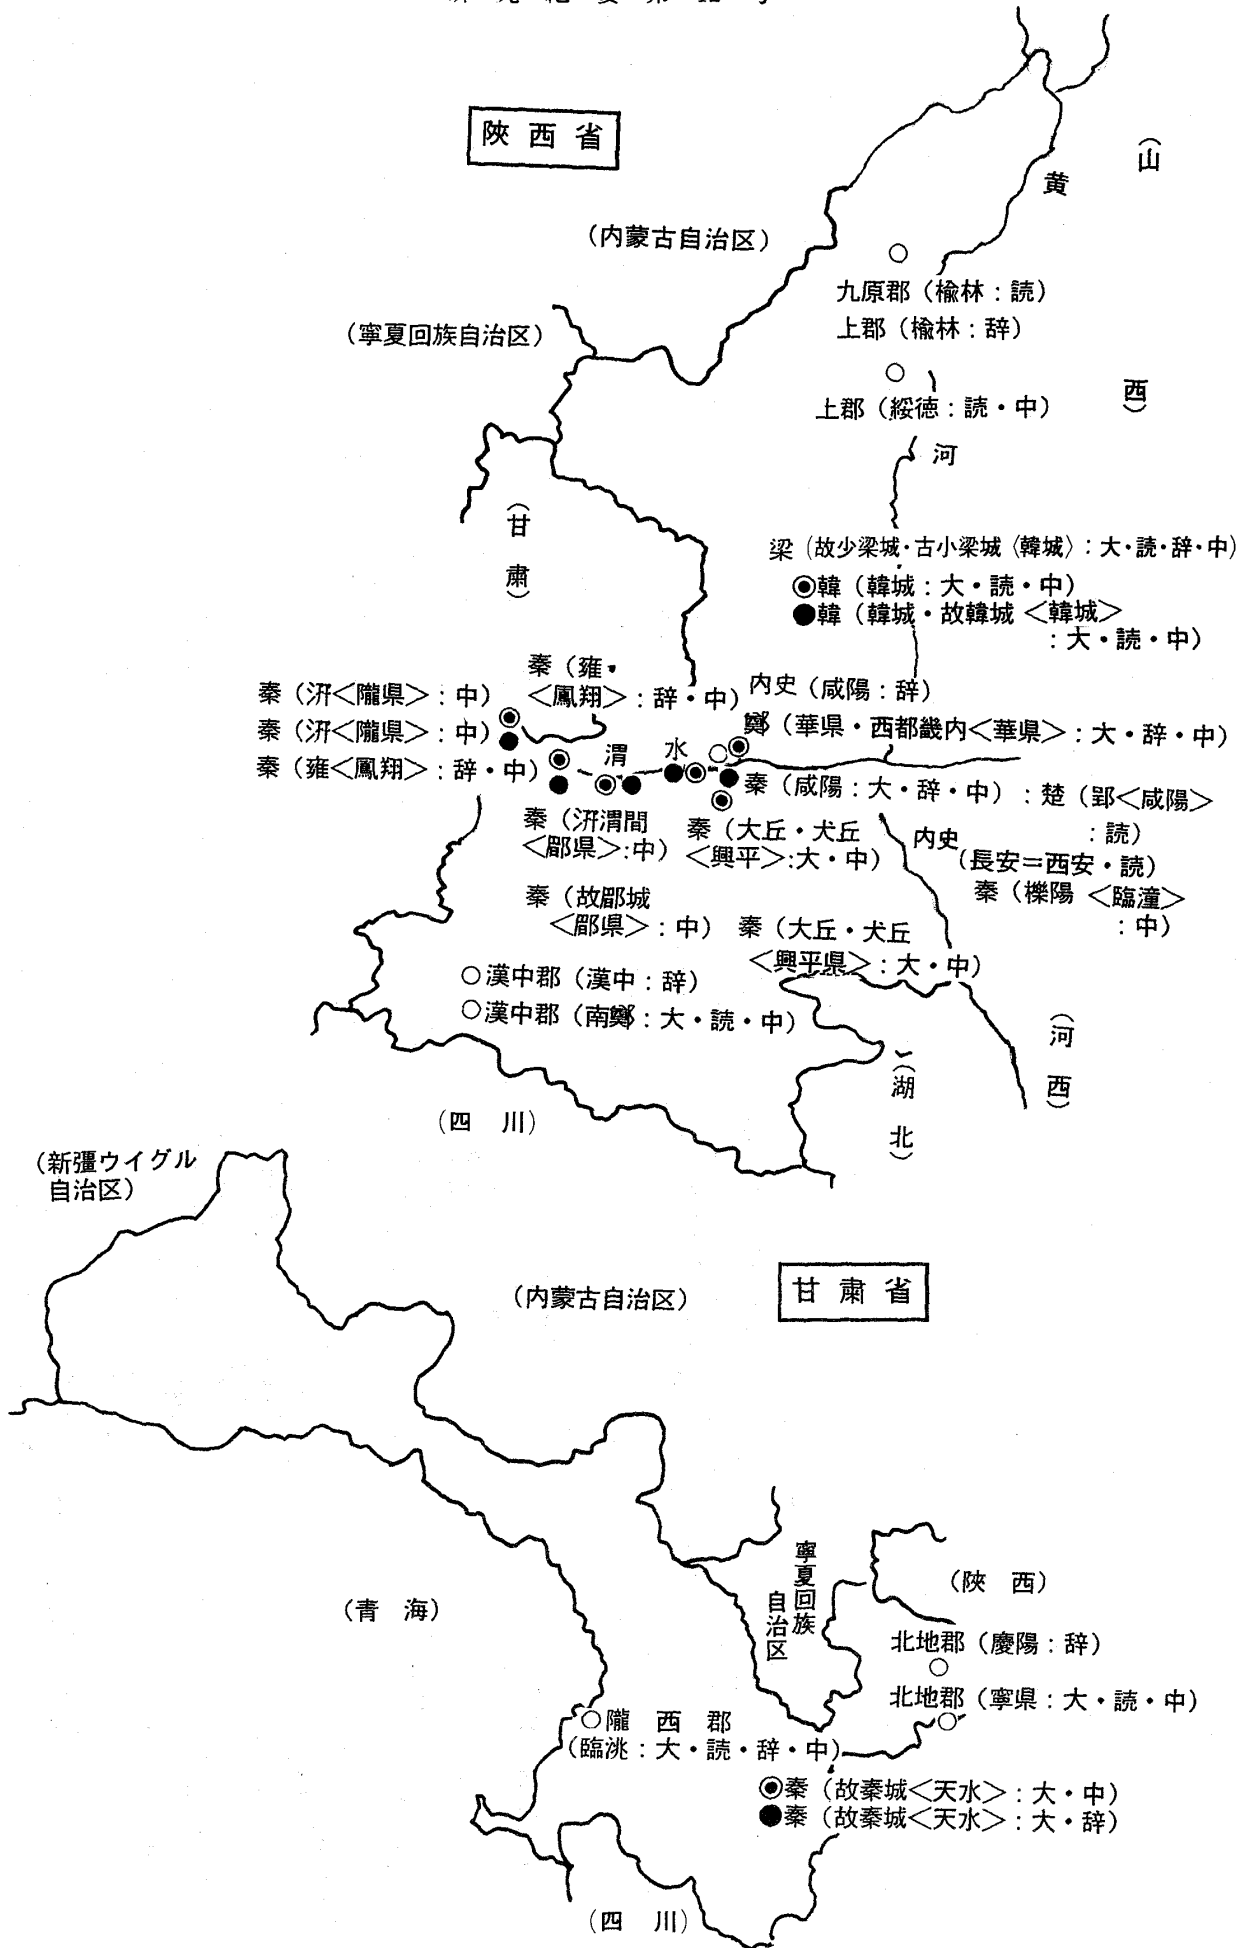 陝西省
(山
西)
黄
河
(内蒙古自治区)
(寧夏回族自治区)
九原郡(楡林:読)
上郡(楡林:辞)
上郡(綏徳:読・中)
(甘
粛)
梁(故少梁城・古小梁城〈韓城〉:大・読・辞・中)
◉韓(韓城:大・読・中)
●韓(韓城・故韓城<韓城>
:大・読・中)
秦(雍・
<鳳翔>:辞・中)
内史(咸陽:辞)
秦(汧<隴県>:中)
秦(汧<隴県>:中)
秦(雍<鳳翔>:辞・中)
渭 水
鄭(華県・西都畿内<華県>:大・辞・中)
秦(咸陽:大・辞・中):楚(郢<咸陽>
:読)
秦(汧渭間
<郿県>:中)
秦(大丘・犬丘
<興平>:大・中)
内史
(長安=西安・読)
秦(櫟陽<臨潼>
:中)
秦(故郿城
<郿県>:中)
秦(大丘・犬丘
<興平県>:大・中)
○漢中郡(漢中:辞)
○漢中郡(南鄭:大・読・中)
(河
西)
(湖
北)
(四 川)
(新彊ウイグル
自治区)
(内蒙古自治区)
甘粛省
(青 海)
寧夏回族
自治区
(陝 西)
北地郡(慶陽:辞)
北地郡(寧県:大・読・中)
○隴西郡
(臨洮:大・読・辞・中)
◉秦(故秦城<天水>:大・中)
●秦(故秦城<天水>:大・辞)
(四 川)